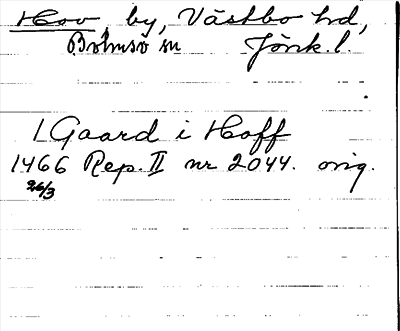 Hov, by, Västbo hd,
Bolmsö sn Jönk. l.
1 Gaard i Hoff
1466 Rep. II nr 2044. orig.
26/3